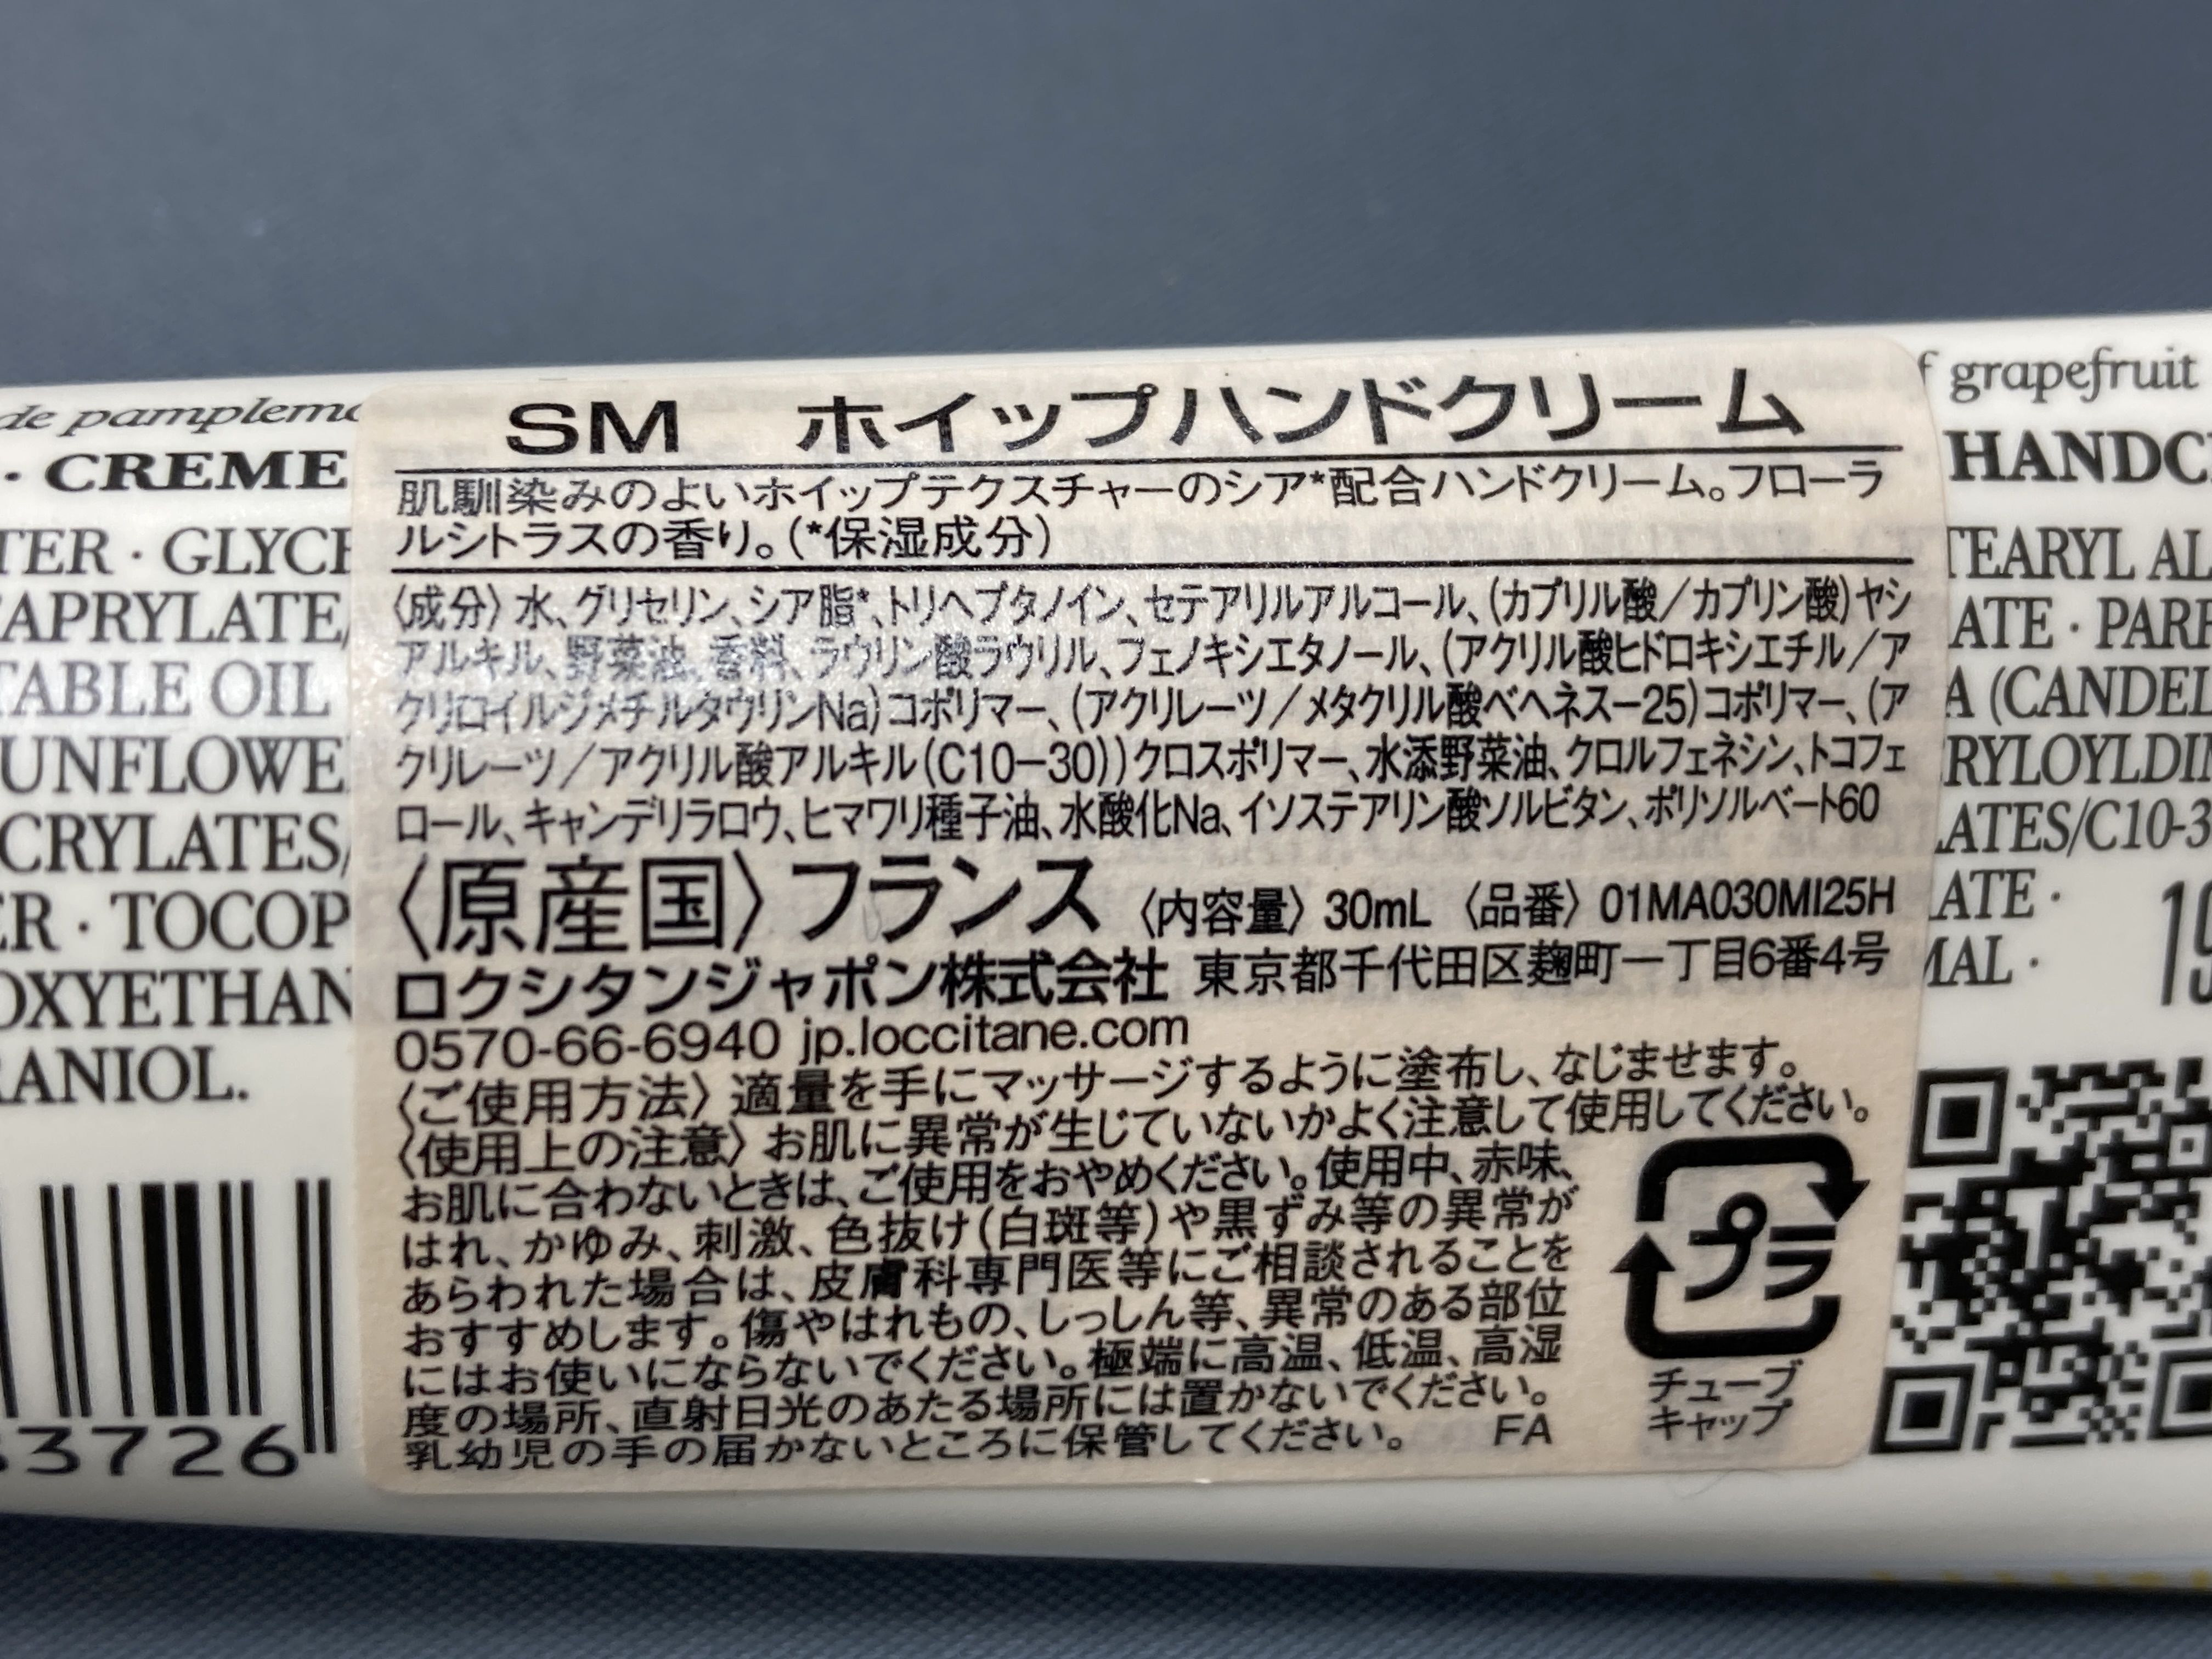 de pamplem
· CREME
TER · GLYCE
APRYLATE/
TABLE OIL
UNFLOWE
CRYLATES/
ER · TOCOP
OXYETHAN
RANIOL.
3726
SM ホイップハンドクリーム
肌馴染みのよいホイップテクスチャーのシア*配合ハンドクリーム。フローラ
ルシトラスの香り。(*保湿成分)
〈成分〉水、グリセリン、シア脂*、トリヘプタノイン、セテアリルアルコール、(カプリル酸/カプリン酸)ヤシ
アルキル、野菜油、香料、ラウリン酸ラウリル、フェノキシエタノール、(アクリル酸ヒドロキシエチル/ア
クリロイルジメチルタウリンNa)コポリマー、(アクリレーツ/メタクリル酸ベヘネス-25)コポリマー、(ア
クリレーツ/アクリル酸アルキル(C10-30))クロスポリマー、水添野菜油、クロルフェネシン、トコフェ
ロール、キャンデリラロウ、ヒマワリ種子油、水酸化Na、イソステアリン酸ソルビタン、ポリソルベート60
〈原産国〉フランス 〈内容量〉30mL 〈品番〉01MA030MI25H
ロクシタンジャポン株式会社 東京都千代田区麹町一丁目6番4号
0570-66-6940 jp.loccitane.com
〈ご使用方法〉適量を手にマッサージするように塗布し、なじませます。
〈使用上の注意〉お肌に異常が生じていないかよく注意して使用してください。
お肌に合わないときは、ご使用をおやめください。使用中、赤味、
はれ、かゆみ、刺激、色抜け(白斑等)や黒ずみ等の異常が
あらわれた場合は、皮膚科専門医等にご相談されることを
おすすめします。傷やはれもの、しっしん等、異常のある部位
にはお使いにならないでください。極端に高温、低温、高湿
度の場所、直射日光のあたる場所には置かないでください。
乳幼児の手の届かないところに保管してください。 FA
プラ
チューブ
キャップ
f grapefruit
HANDC
TEARYL AL
ATE · PARF
A (CANDEL
RYLOYLDIM
LATES/C10-3
LATE ·
MAL ·
19